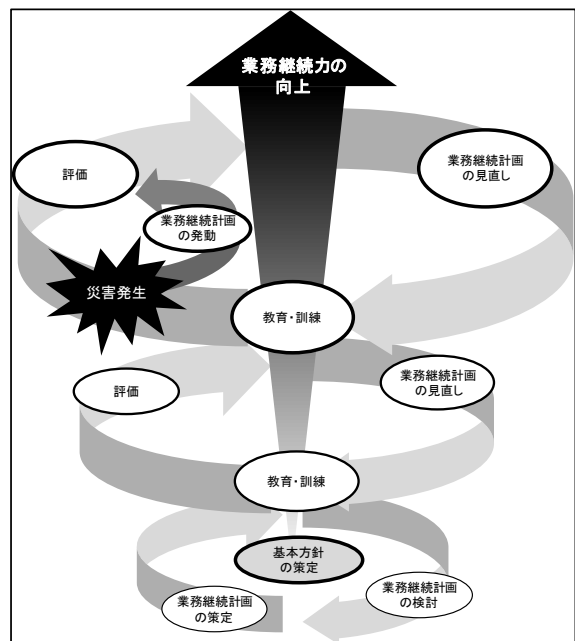 業務継続力の
向上
評価
業務継続計画
の見直し
業務継続計画
の発動
災害発生
教育・訓練
評価
業務継続計画
の見直し
教育・訓練
基本方針
の策定
業務継続計画
の策定
業務継続計画
の検討